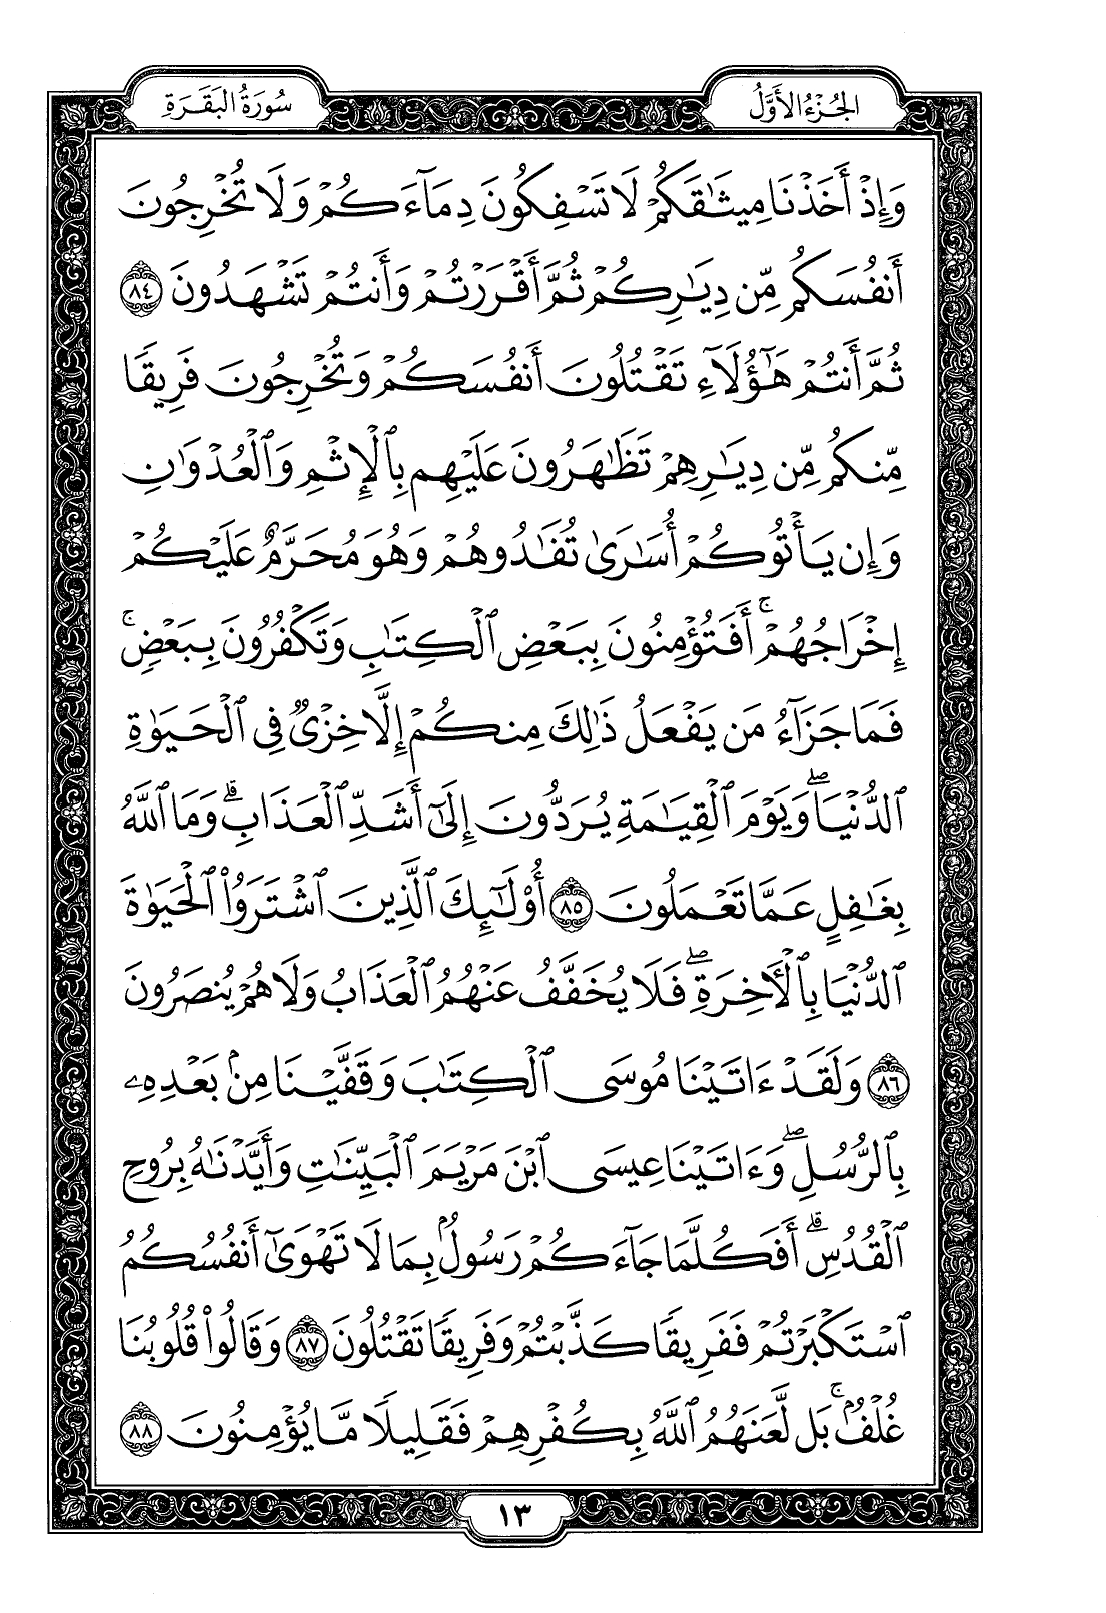 الجُزْءُ الأَوَّلُ
سُورَةُ البَقَرَةِ
وَإِذْ أَخَذْنَا مِيثَٰقَكُمْ لَا تَسْفِكُونَ دِمَآءَكُمْ وَلَا تُخْرِجُونَ
أَنفُسَكُم مِّن دِيَٰرِكُمْ ثُمَّ أَقْرَرْتُمْ وَأَنتُمْ تَشْهَدُونَ ٨٤
ثُمَّ أَنتُمْ هَٰٓؤُلَآءِ تَقْتُلُونَ أَنفُسَكُمْ وَتُخْرِجُونَ فَرِيقًا
مِّنكُم مِّن دِيَٰرِهِمْ تَظَٰهَرُونَ عَلَيْهِم بِٱلْإِثْمِ وَٱلْعُدْوَٰنِ
وَإِن يَأْتُوكُمْ أُسَٰرَىٰ تُفَٰدُوهُمْ وَهُوَ مُحَرَّمٌ عَلَيْكُمْ
إِخْرَاجُهُمْ ۚ أَفَتُؤْمِنُونَ بِبَعْضِ ٱلْكِتَٰبِ وَتَكْفُرُونَ بِبَعْضٍ ۚ
فَمَا جَزَآءُ مَن يَفْعَلُ ذَٰلِكَ مِنكُمْ إِلَّا خِزْىٌ فِى ٱلْحَيَوٰةِ
ٱلدُّنْيَا ۖ وَيَوْمَ ٱلْقِيَٰمَةِ يُرَدُّونَ إِلَىٰٓ أَشَدِّ ٱلْعَذَابِ ۗ وَمَا ٱللَّهُ
بِغَٰفِلٍ عَمَّا تَعْمَلُونَ ٨٥ أُو۟لَٰٓئِكَ ٱلَّذِينَ ٱشْتَرَوُا۟ ٱلْحَيَوٰةَ
ٱلدُّنْيَا بِٱلْأَخِرَةِ ۖ فَلَا يُخَفَّفُ عَنْهُمُ ٱلْعَذَابُ وَلَا هُمْ يُنصَرُونَ
٨٦ وَلَقَدْ ءَاتَيْنَا مُوسَى ٱلْكِتَٰبَ وَقَفَّيْنَا مِنۢ بَعْدِهِۦ
بِٱلرُّسُلِ ۖ وَءَاتَيْنَا عِيسَى ٱبْنَ مَرْيَمَ ٱلْبَيِّنَٰتِ وَأَيَّدْنَٰهُ بِرُوحِ
ٱلْقُدُسِ ۗ أَفَكُلَّمَا جَآءَكُمْ رَسُولٌۢ بِمَا لَا تَهْوَىٰٓ أَنفُسُكُمُ
ٱسْتَكْبَرْتُمْ فَفَرِيقًا كَذَّبْتُمْ وَفَرِيقًا تَقْتُلُونَ ٨٧ وَقَالُوا۟ قُلُوبُنَا
غُلْفٌۢ ۚ بَل لَّعَنَهُمُ ٱللَّهُ بِكُفْرِهِمْ فَقَلِيلًا مَّا يُؤْمِنُونَ ٨٨
١٣